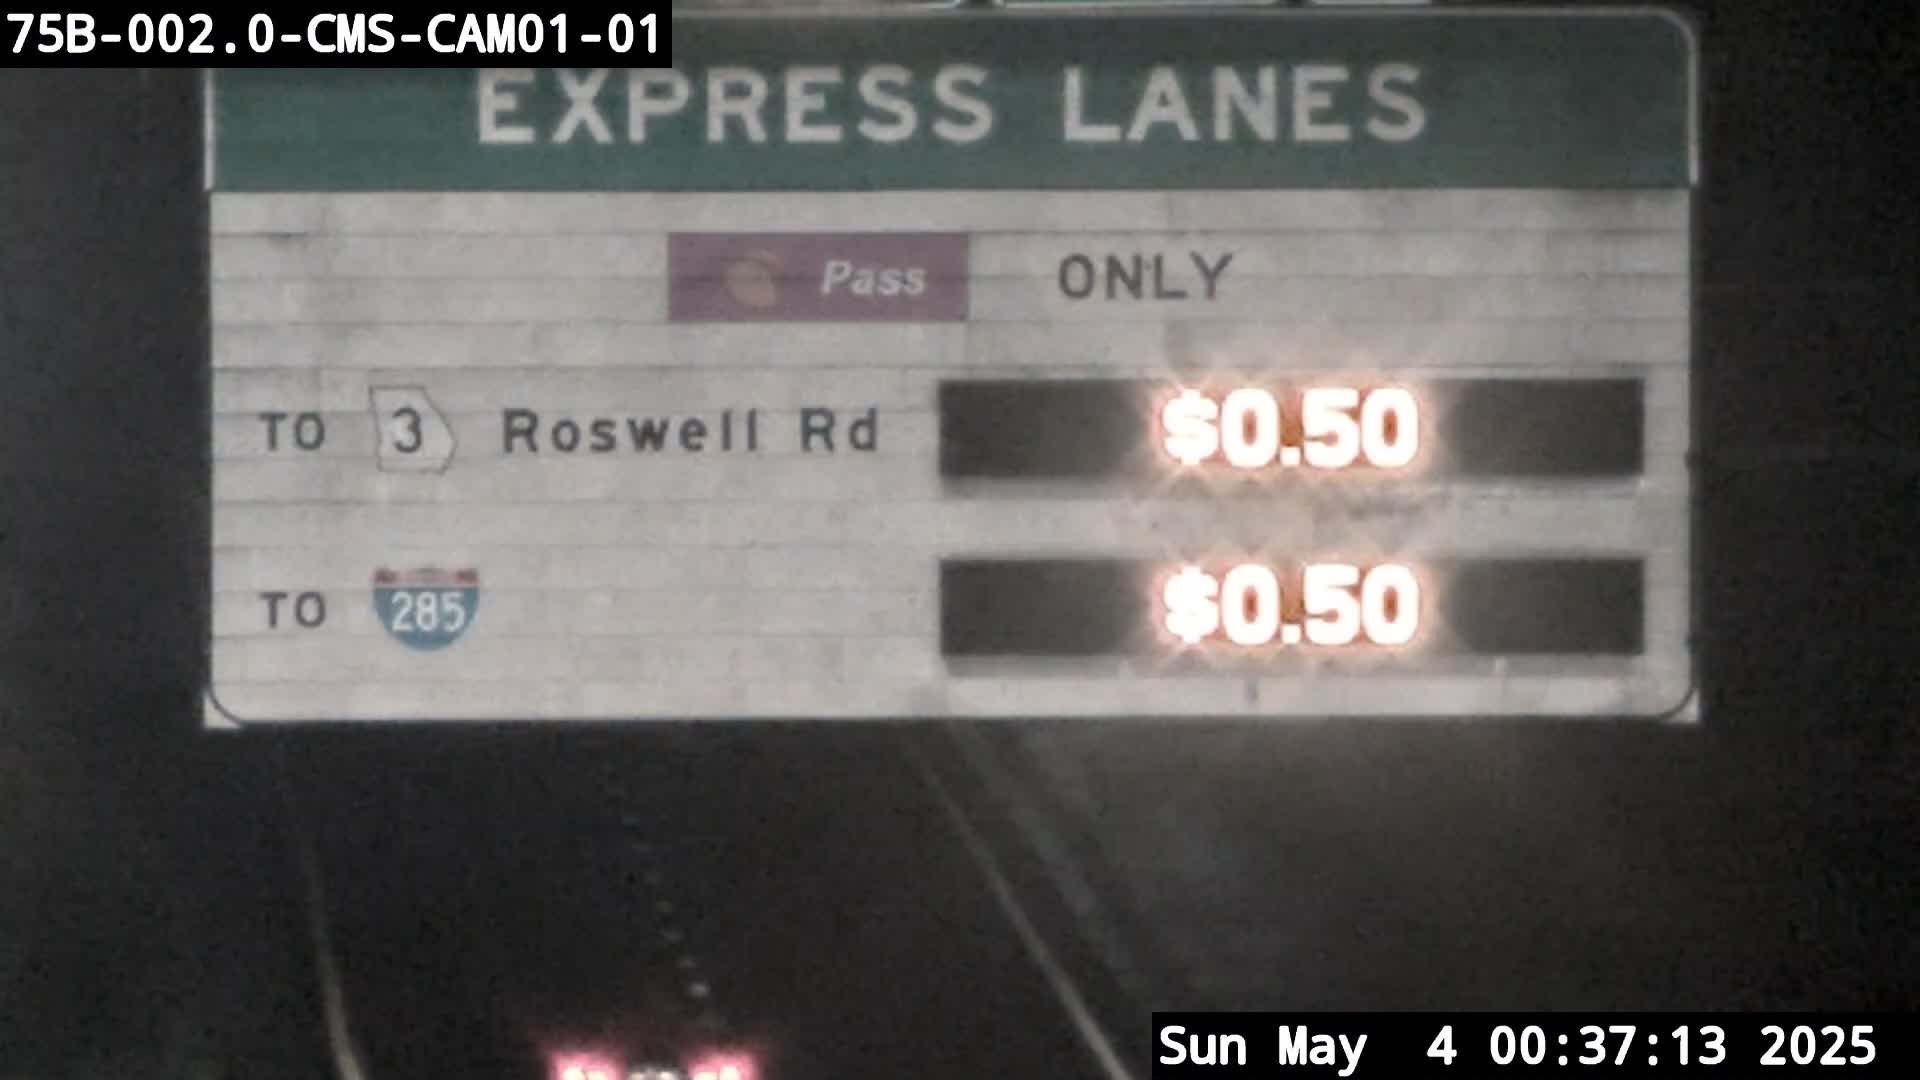 75B-002.0-CMS-CAM01-01
EXPRESS LANES
Pass ONLY
TO 3 Roswell Rd $0.50
TO 285 $0.50
Sun May 4 00:37:13 2025